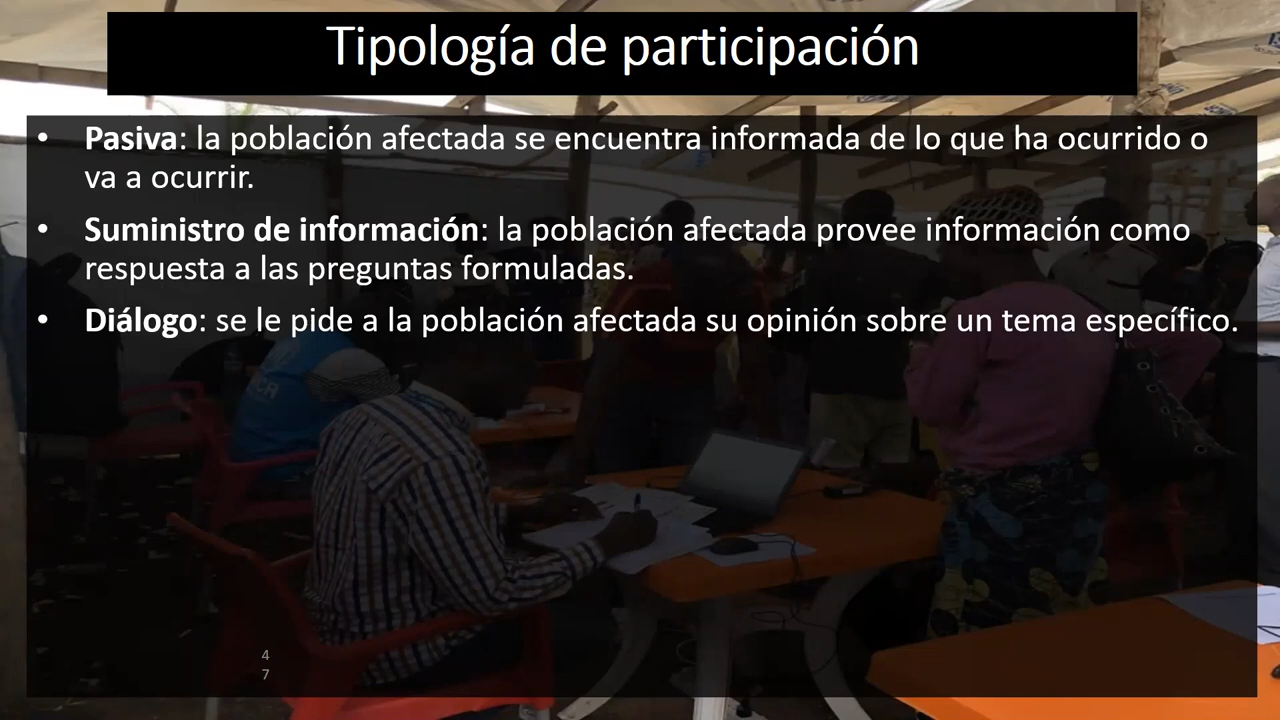 Tipología de participación
• Pasiva: la población afectada se encuentra informada de lo que ha ocurrido o
va a ocurrir.
• Suministro de información: la población afectada provee información como
respuesta a las preguntas formuladas.
• Diálogo: se le pide a la población afectada su opinión sobre un tema específico.
4
7